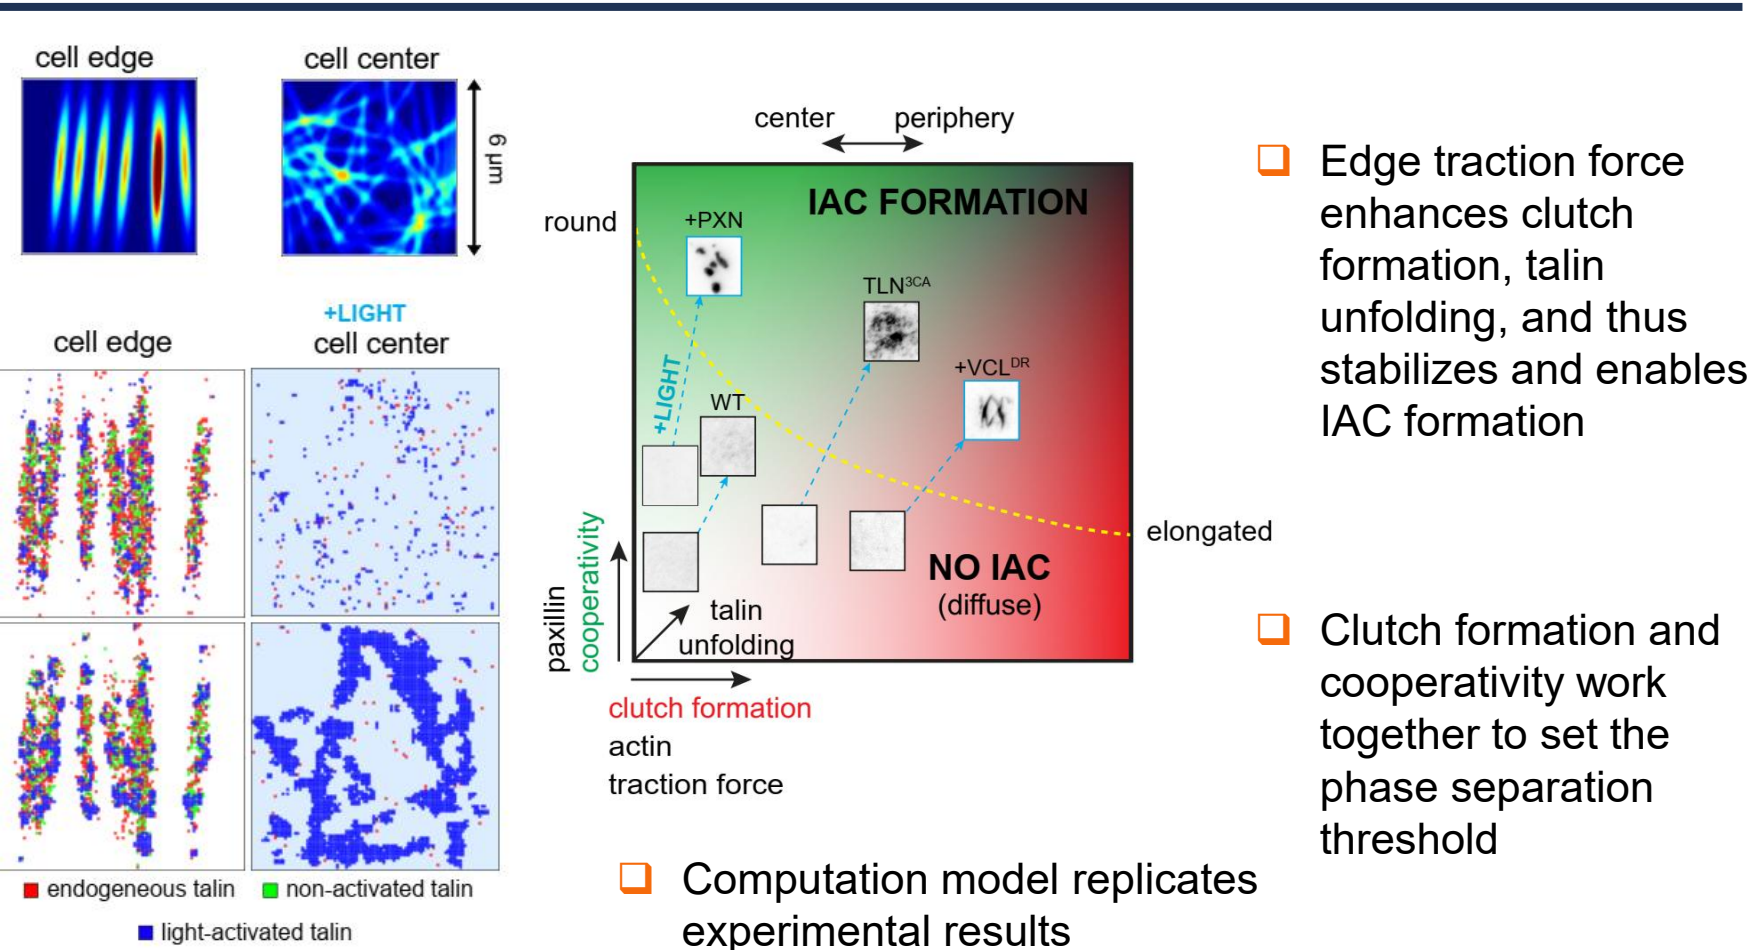 cell edge
cell center
6 µm
+LIGHT
cell edge
cell center
endogeneous talin
non-activated talin
light-activated talin
center
periphery
round
IAC FORMATION
+PXN
TLN3CA
+VCLDR
+LIGHT
WT
elongated
NO IAC
(diffuse)
talin
unfolding
paxillin
cooperativity
clutch formation
actin
traction force
Computation model replicates
experimental results
Edge traction force
enhances clutch
formation, talin
unfolding, and thus
stabilizes and enables
IAC formation
Clutch formation and
cooperativity work
together to set the
phase separation
threshold